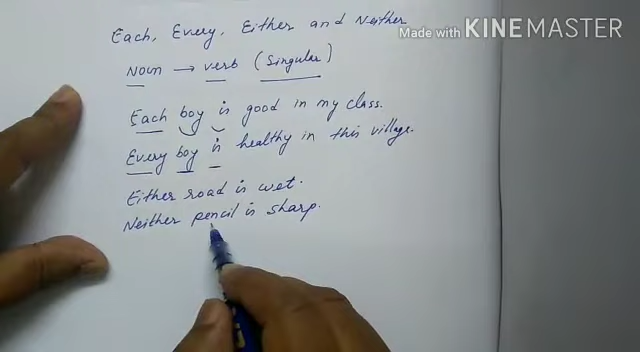 Each, Every, Either and Neither
Made with KINEMASTER
Noun → verb (Singular)
Each boy is good in my class.
Every boy is healthy in this village.
Either road is wet.
Neither pencil is sharp.